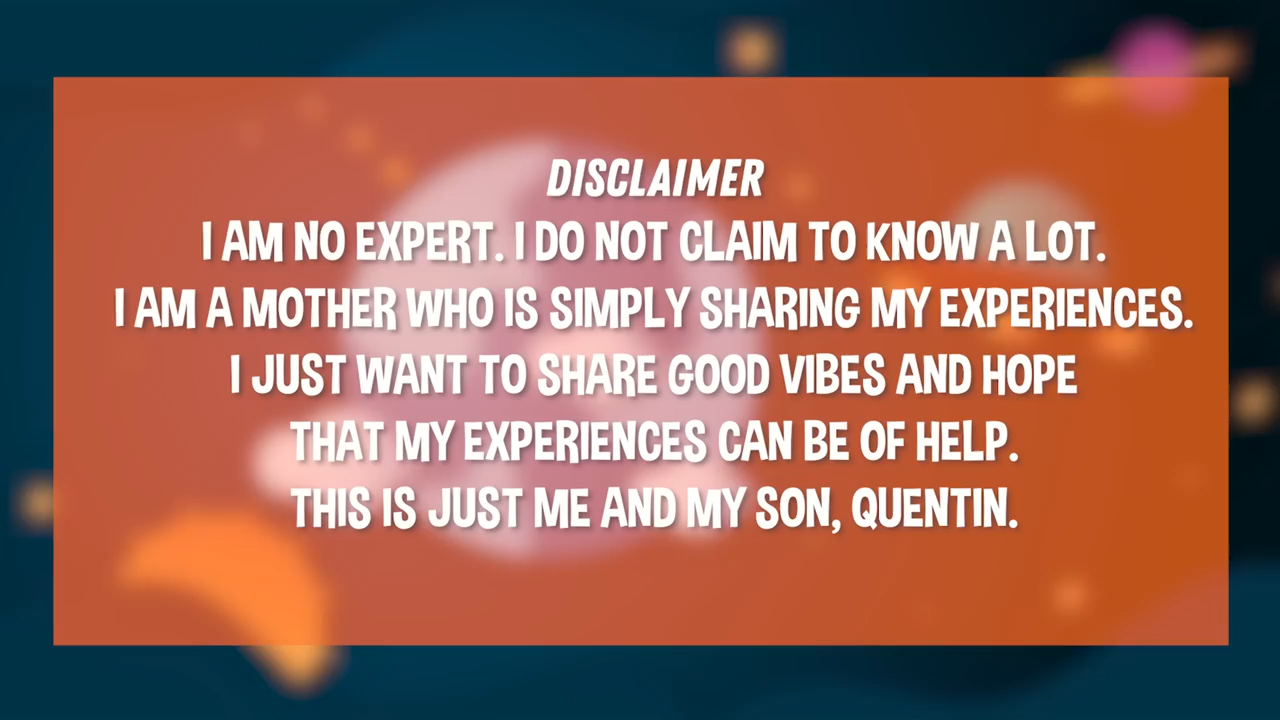 DISCLAIMER
I AM NO EXPERT. I DO NOT CLAIM TO KNOW A LOT.
I AM A MOTHER WHO IS SIMPLY SHARING MY EXPERIENCES.
I JUST WANT TO SHARE GOOD VIBES AND HOPE
THAT MY EXPERIENCES CAN BE OF HELP.
THIS IS JUST ME AND MY SON, QUENTIN.